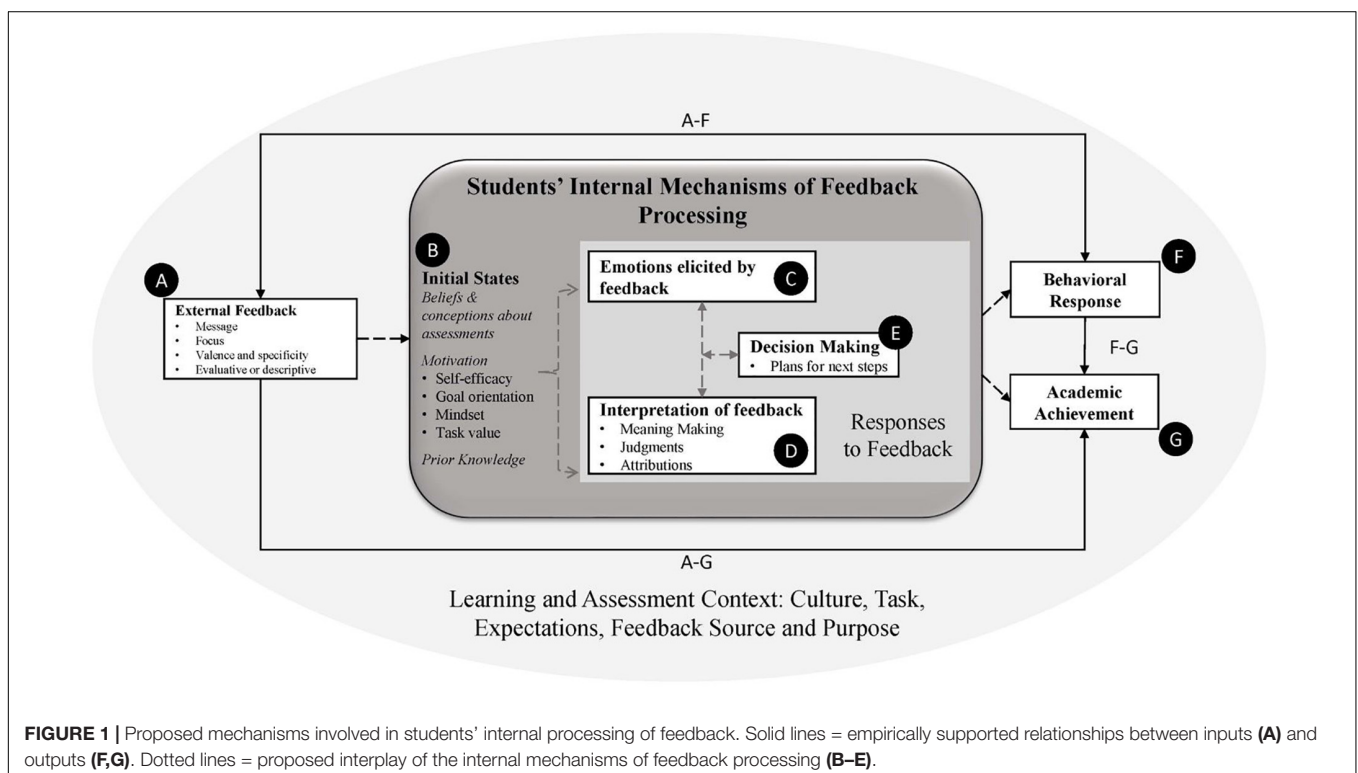 A-F
Students’ Internal Mechanisms of Feedback
Processing
A
External Feedback
• Message
• Focus
• Valence and specificity
• Evaluative or descriptive
B
Initial States
Beliefs &
conceptions about
assessments
Motivation
• Self-efficacy
• Goal orientation
• Mindset
• Task value
Prior Knowledge
Emotions elicited by
feedback
C
E
Decision Making
• Plans for next steps
Interpretation of feedback
• Meaning Making
• Judgments
• Attributions
D
Responses
to Feedback
F
Behavioral
Response
F-G
Academic
Achievement
G
A-G
Learning and Assessment Context: Culture, Task,
Expectations, Feedback Source and Purpose
FIGURE 1 | Proposed mechanisms involved in students’ internal processing of feedback. Solid lines = empirically supported relationships between inputs (A) and
outputs (F,G). Dotted lines = proposed interplay of the internal mechanisms of feedback processing (B–E).